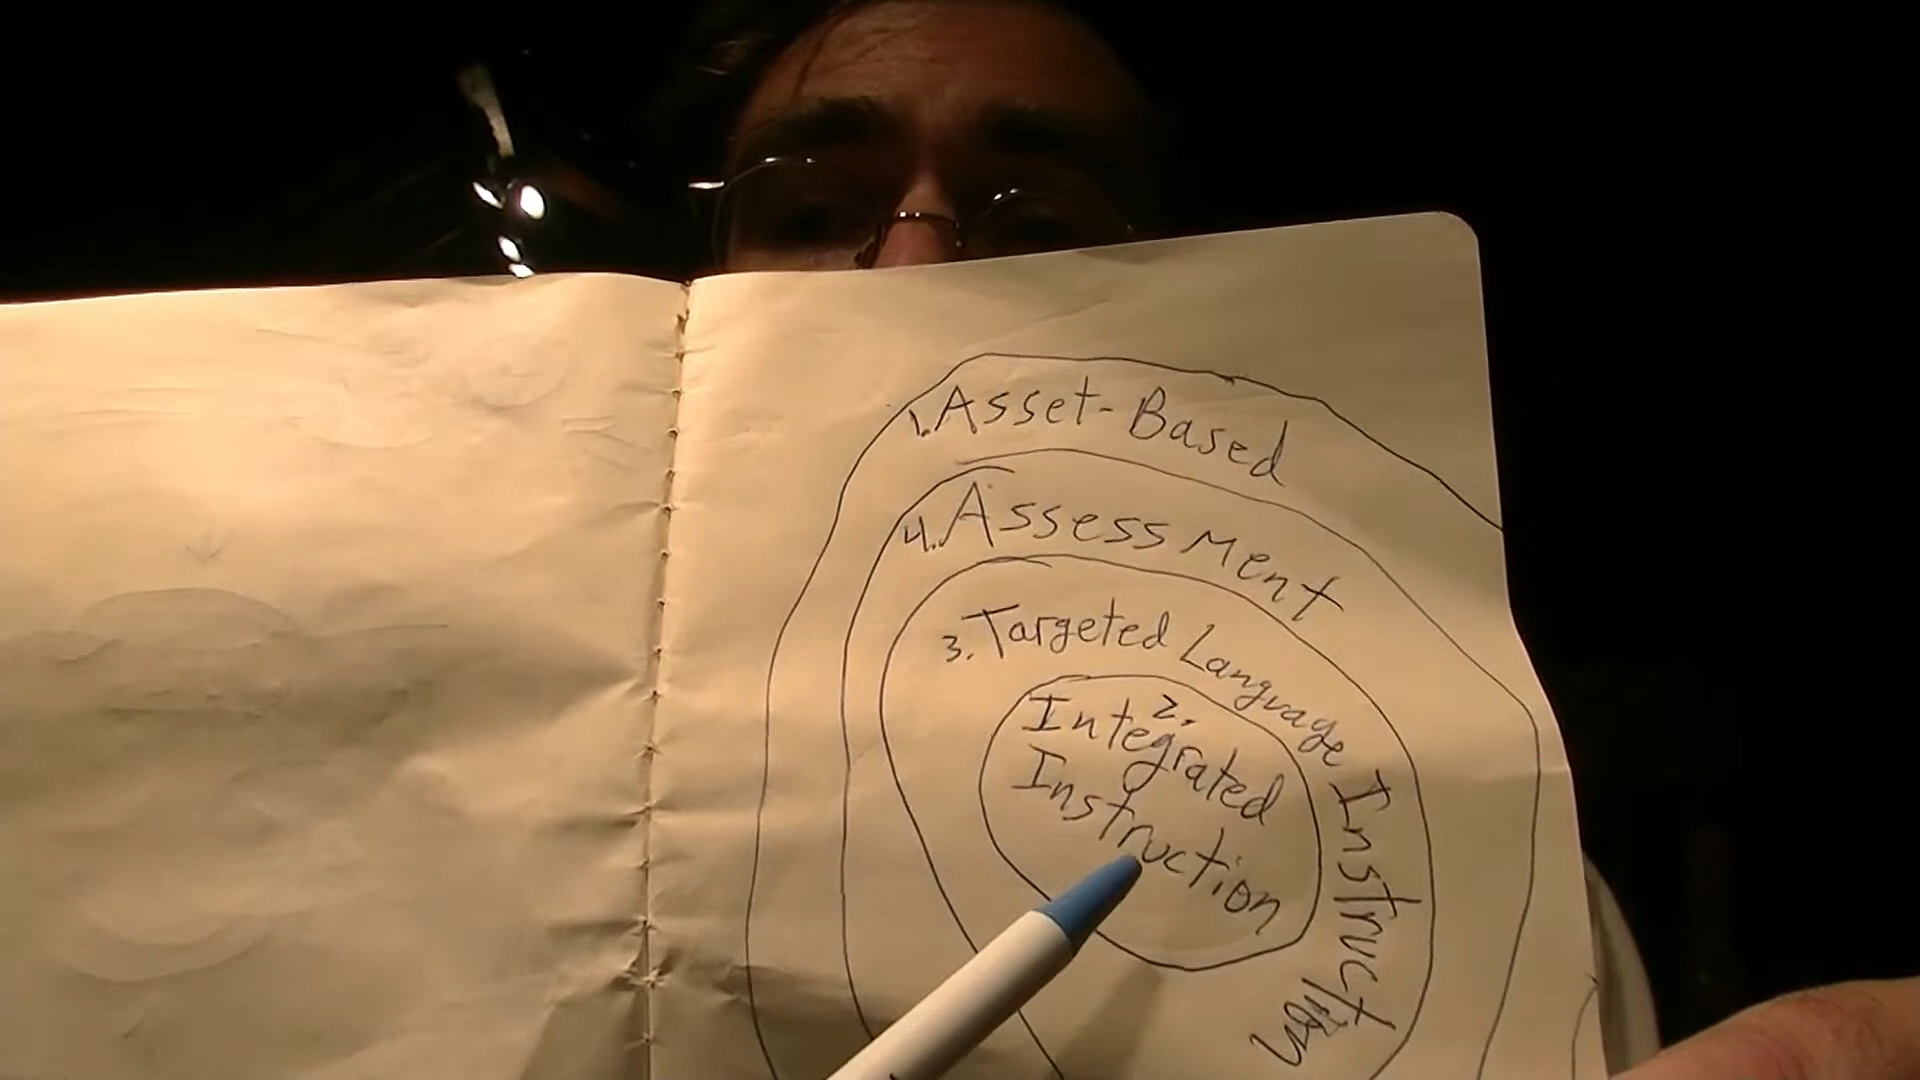 1. Asset-Based
4. Assessment
3. Targeted Language Instruction
2.
Integrated
Instruction